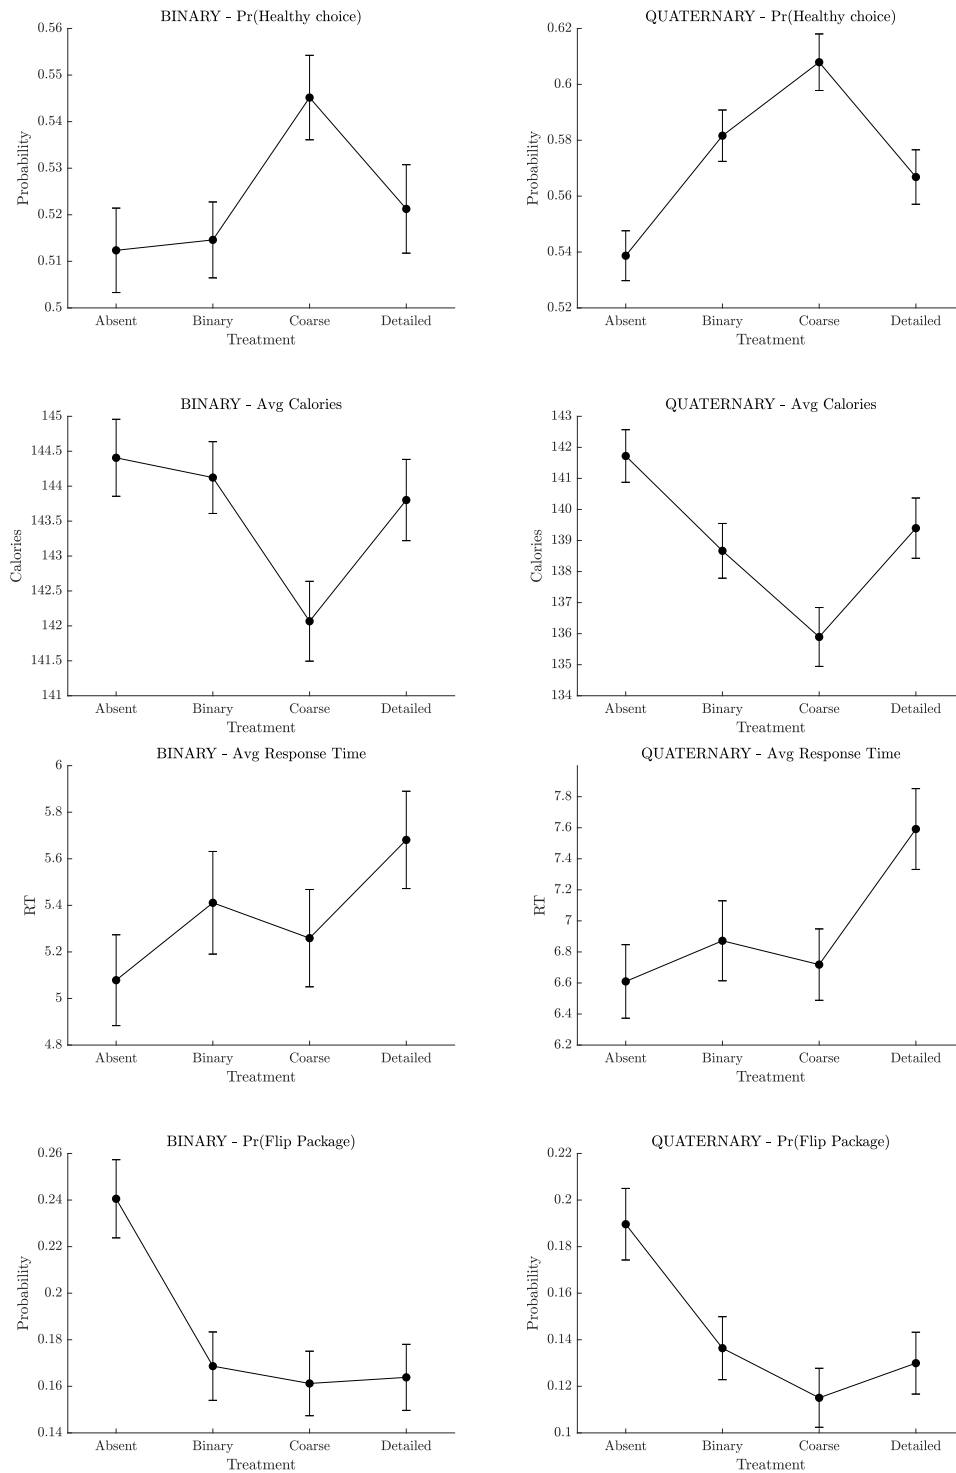 BINARY - Pr(Healthy choice)
0.56
0.55
0.54
0.53
0.52
0.51
0.5
Probability
Absent Binary Coarse Detailed
Treatment
QUATERNARY - Pr(Healthy choice)
0.62
0.6
0.58
0.56
0.54
0.52
Probability
Absent Binary Coarse Detailed
Treatment
BINARY - Avg Calories
145
144.5
144
143.5
143
142.5
142
141.5
141
Calories
Absent Binary Coarse Detailed
Treatment
QUATERNARY - Avg Calories
143
142
141
140
139
138
137
136
135
134
Calories
Absent Binary Coarse Detailed
Treatment
BINARY - Avg Response Time
6
5.8
5.6
5.4
5.2
5
4.8
RT
Absent Binary Coarse Detailed
Treatment
QUATERNARY - Avg Response Time
7.8
7.6
7.4
7.2
7
6.8
6.6
6.4
6.2
RT
Absent Binary Coarse Detailed
Treatment
BINARY - Pr(Flip Package)
0.26
0.24
0.22
0.2
0.18
0.16
0.14
Probability
Absent Binary Coarse Detailed
Treatment
QUATERNARY - Pr(Flip Package)
0.22
0.2
0.18
0.16
0.14
0.12
0.1
Probability
Absent Binary Coarse Detailed
Treatment